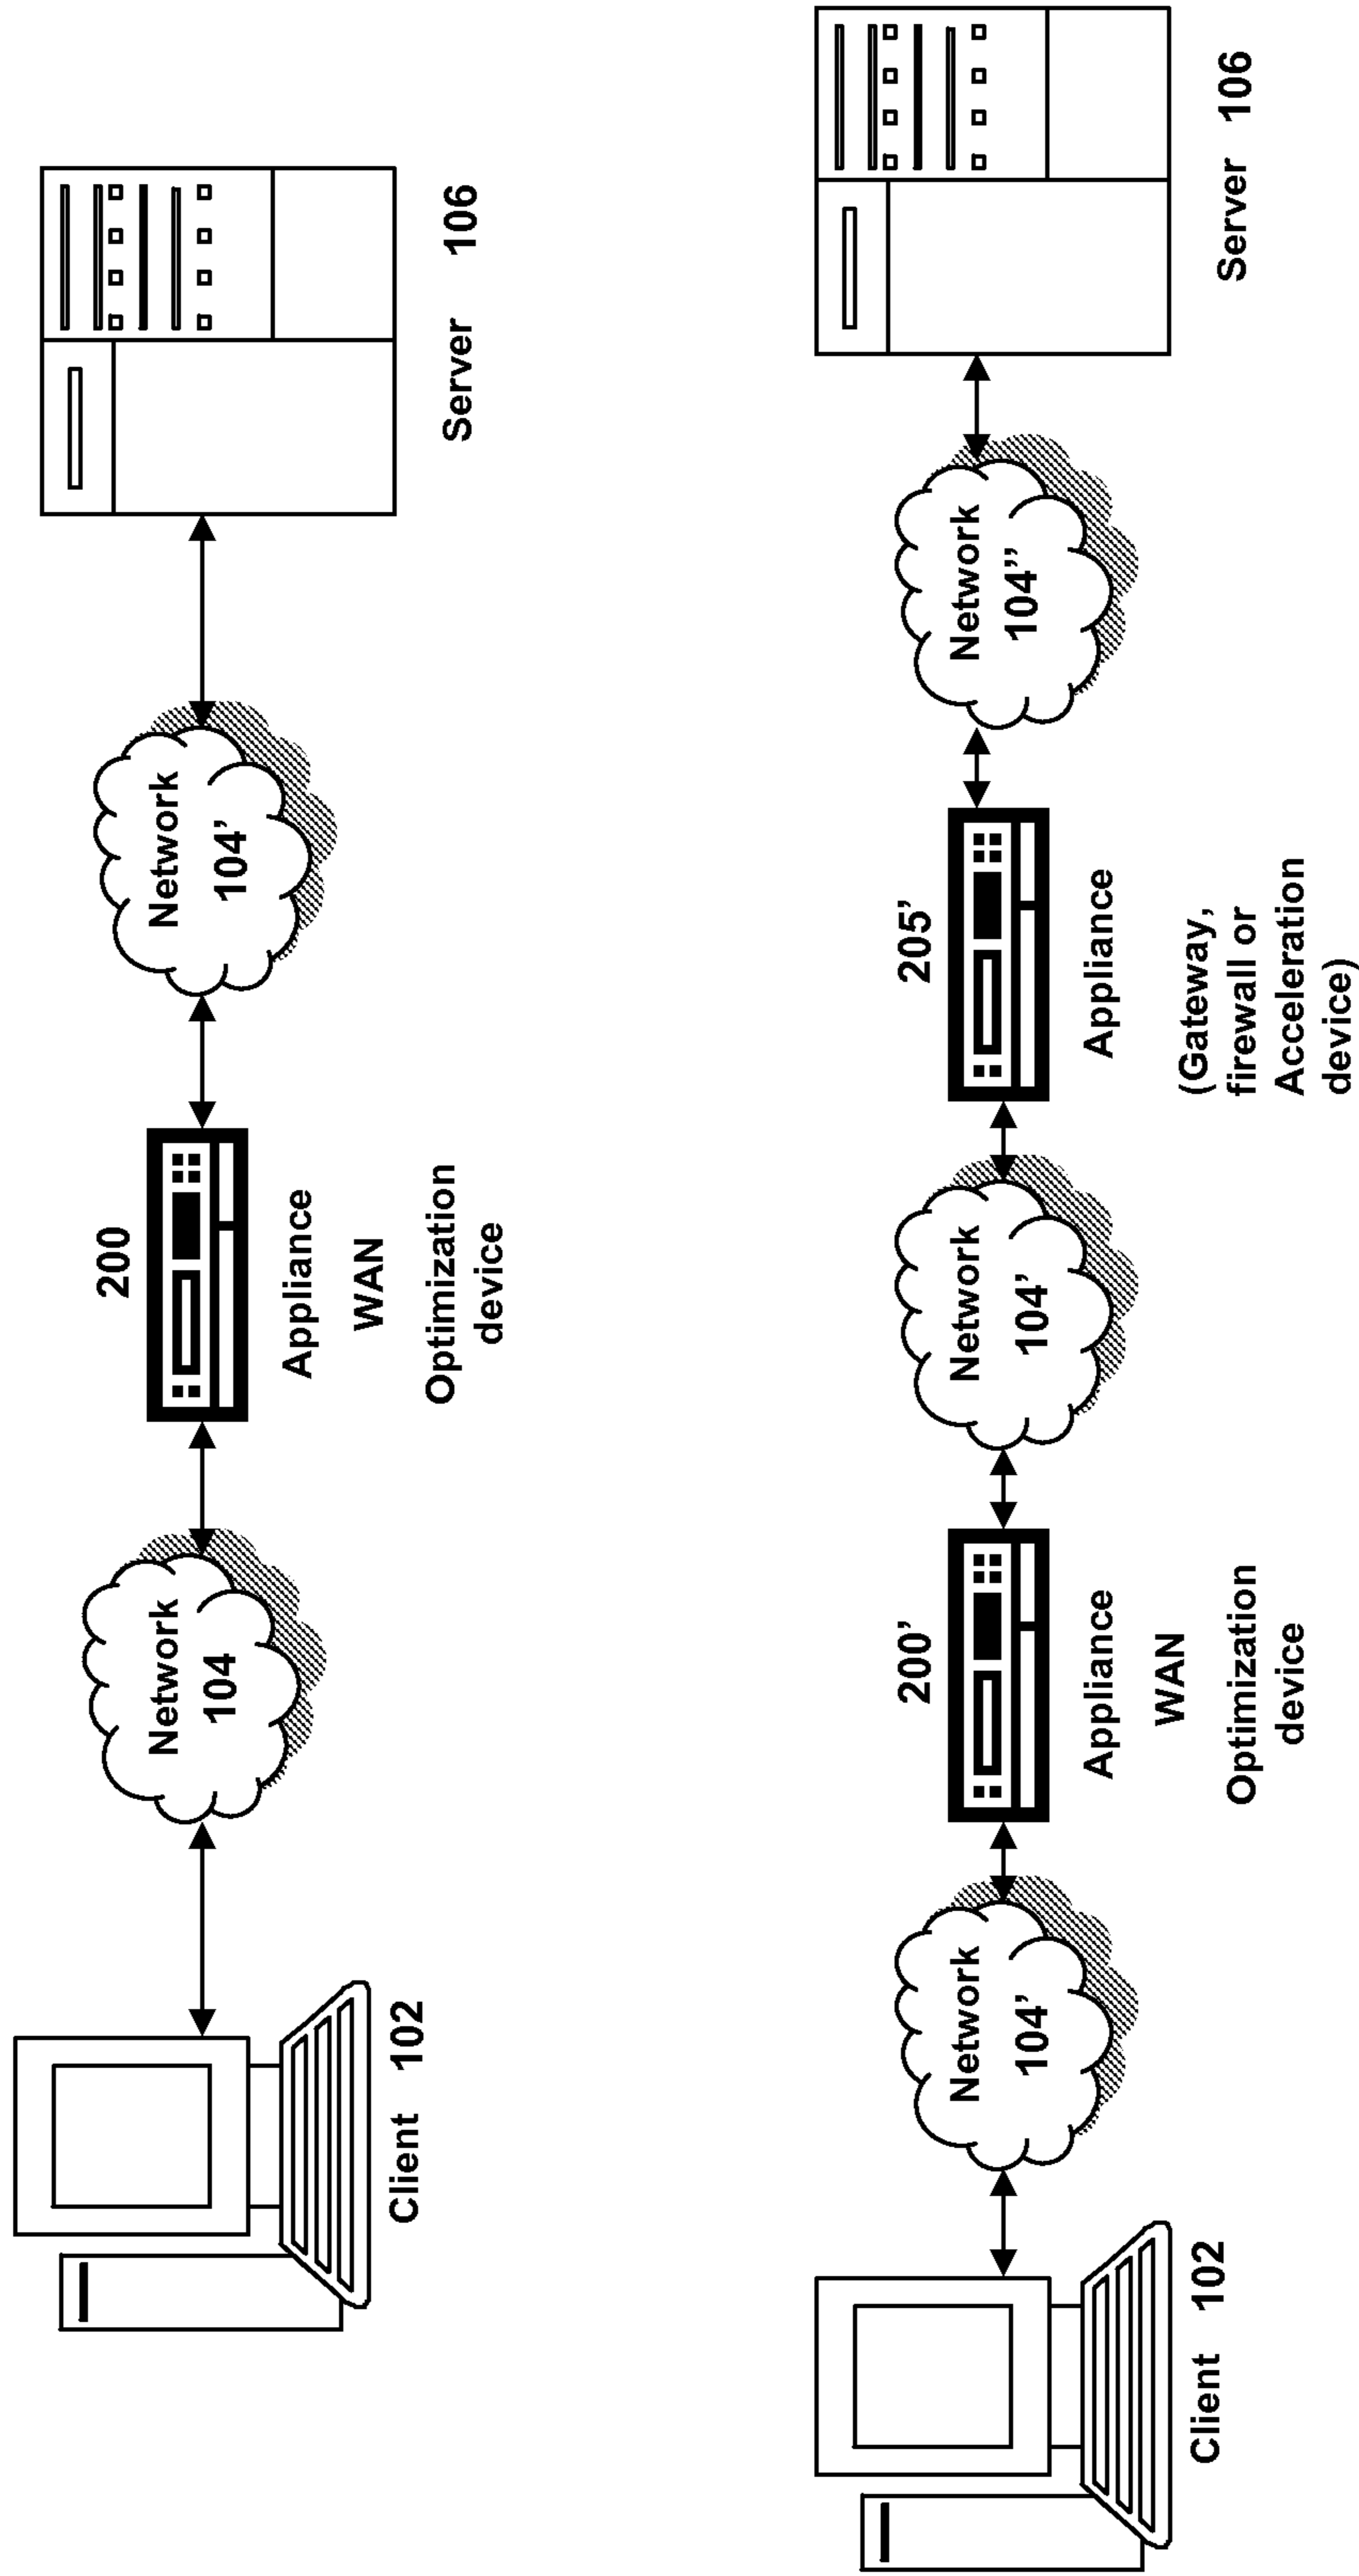 200
Network
104
Network
104’
Client 102
Appliance
WAN
Optimization
device
Server 106
200’
205’
Network
104’
Network
104’
Network
104’’
Client 102
Appliance
WAN
Optimization
device
Appliance
(Gateway,
firewall or
Acceleration
device)
Server 106